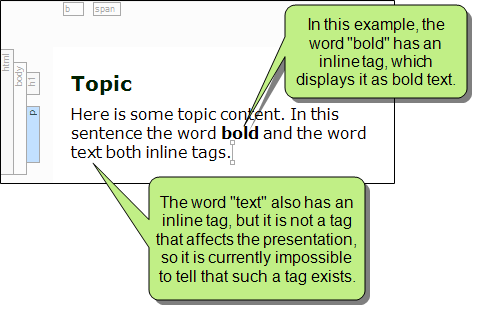 b span
In this example, the
word "bold" has an
inline tag, which
displays it as bold text.
html
body
h1
p
Topic
Here is some topic content. In this
sentence the word bold and the word
text both inline tags.
The word "text" also has an
inline tag, but it is not a tag
that affects the presentation,
so it is currently impossible
to tell that such a tag exists.